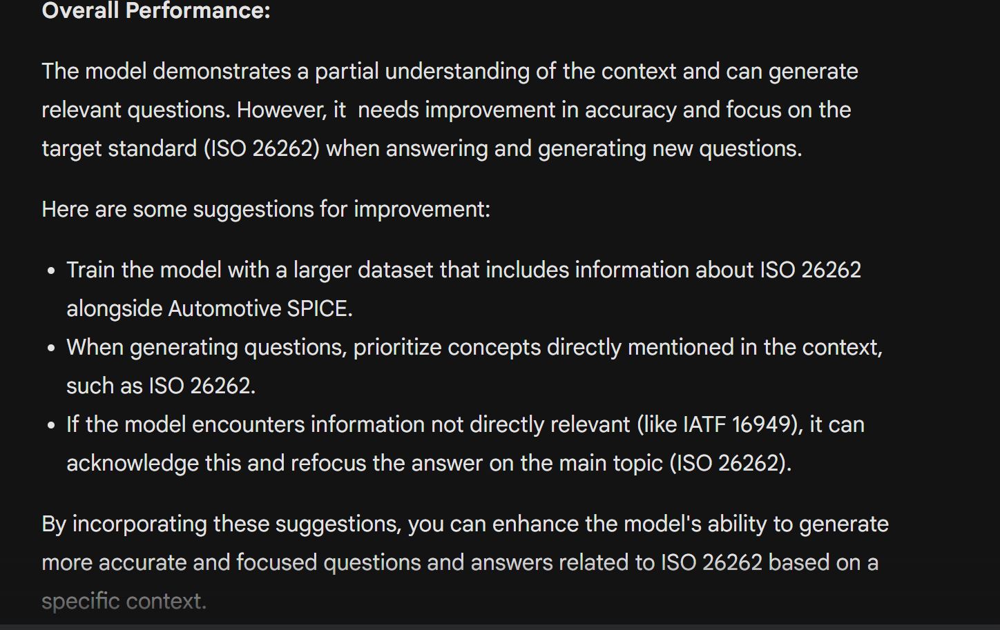 Overall Performance:
The model demonstrates a partial understanding of the context and can generate
relevant questions. However, it  needs improvement in accuracy and focus on the
target standard (ISO 26262) when answering and generating new questions.
Here are some suggestions for improvement:
• Train the model with a larger dataset that includes information about ISO 26262
alongside Automotive SPICE.
• When generating questions, prioritize concepts directly mentioned in the context,
such as ISO 26262.
• If the model encounters information not directly relevant (like IATF 16949), it can
acknowledge this and refocus the answer on the main topic (ISO 26262).
By incorporating these suggestions, you can enhance the model's ability to generate
more accurate and focused questions and answers related to ISO 26262 based on a
specific context.